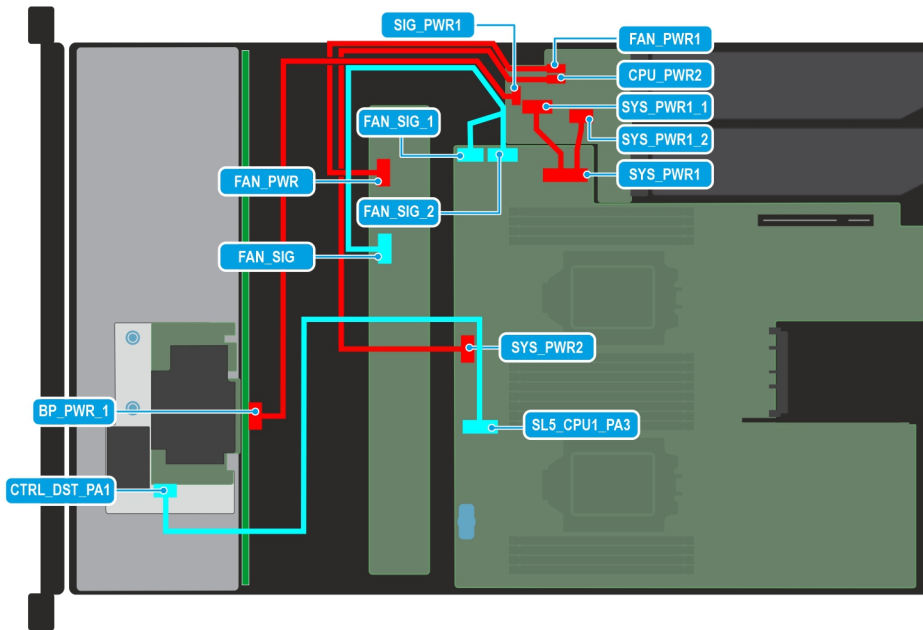 SIG_PWR1
FAN_PWR1
CPU_PWR2
SYS_PWR1_1
FAN_SIG_1
SYS_PWR1_2
FAN_PWR
SYS_PWR1
FAN_SIG_2
FAN_SIG
SYS_PWR2
BP_PWR_1
SL5_CPU1_PA3
CTRL_DST_PA1